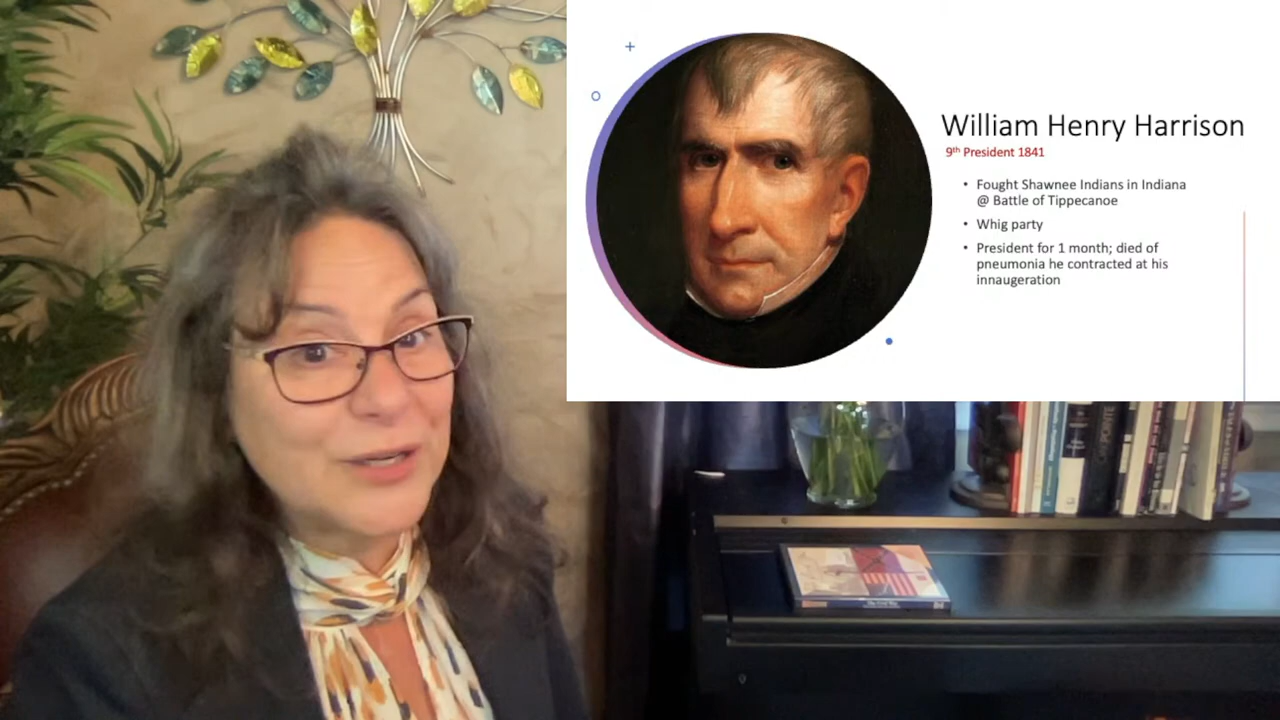 William Henry Harrison
9th President 1841
• Fought Shawnee Indians in Indiana
@ Battle of Tippecanoe
• Whig party
• President for 1 month; died of
pneumonia he contracted at his
innaugeration